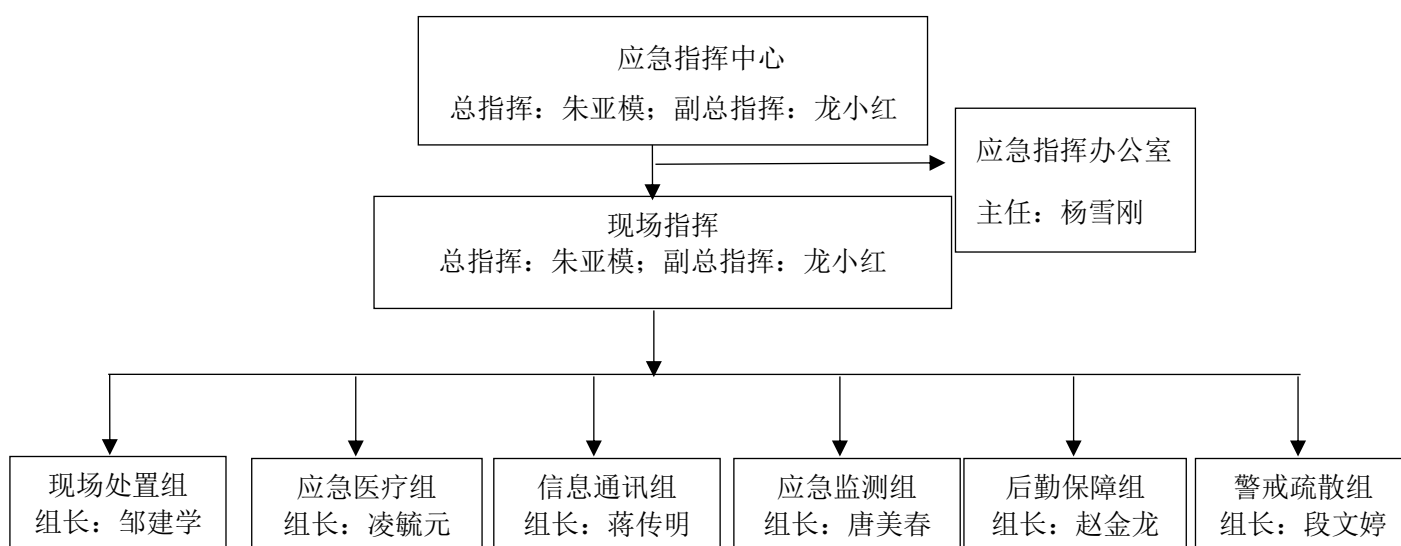 应急指挥中心
总指挥：朱亚模；副总指挥：龙小红
应急指挥办公室
主任：杨雪刚
现场指挥
总指挥：朱亚模；副总指挥：龙小红
现场处置组
组长：邹建学
应急医疗组
组长：凌毓元
信息通讯组
组长：蒋传明
应急监测组
组长：唐美春
后勤保障组
组长：赵金龙
警戒疏散组
组长：段文婷